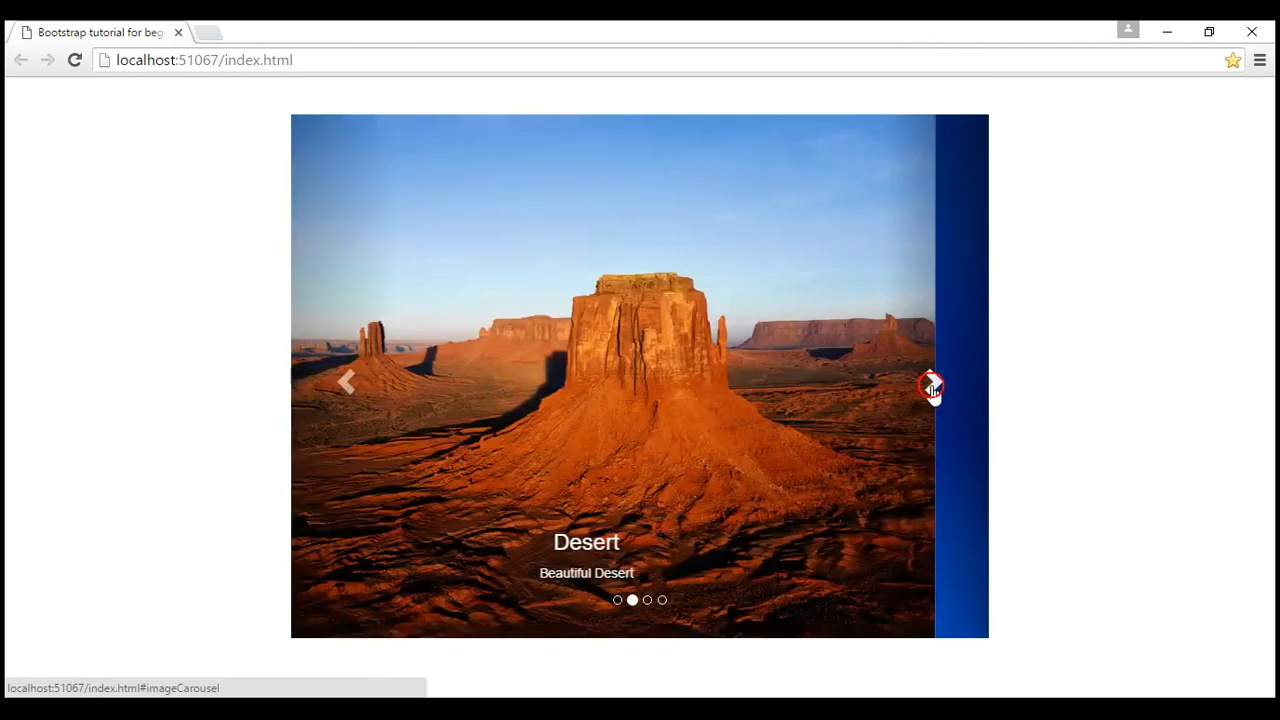 Bootstrap tutorial for beg
localhost:51067/index.html
Desert
Beautiful Desert
localhost:51067/index.html#imageCarousel